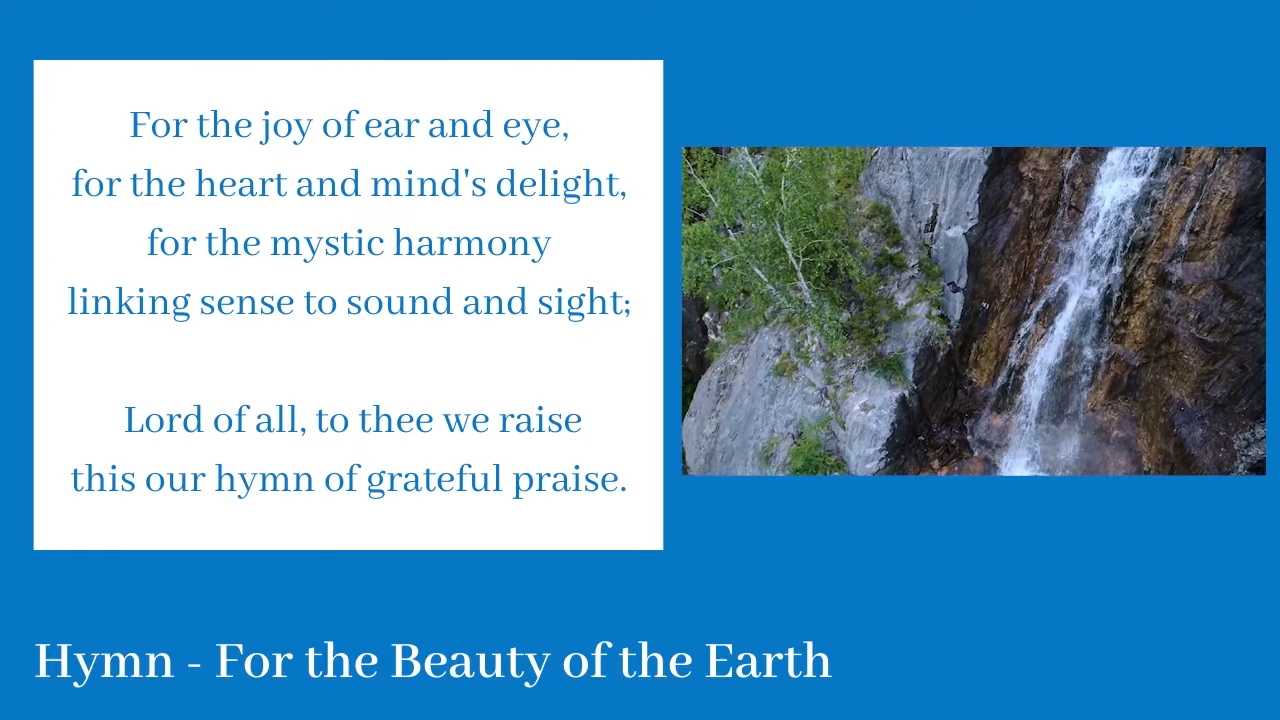 For the joy of ear and eye,
for the heart and mind's delight,
for the mystic harmony
linking sense to sound and sight;
Lord of all, to thee we raise
this our hymn of grateful praise.
Hymn - For the Beauty of the Earth